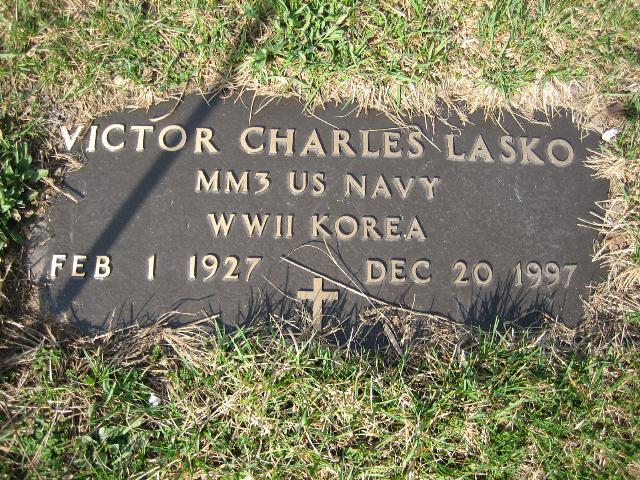 VICTOR CHARLES LASKO
MM3 US NAVY
WWII KOREA
FEB 1 1927 DEC 20 1997